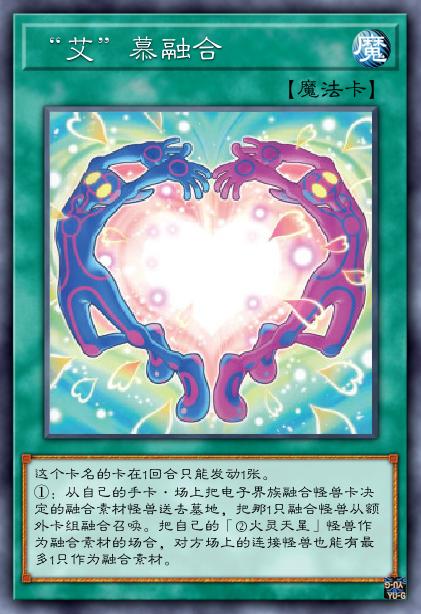 “艾”慕融合
魔
【魔法卡】
这个卡名的卡在1回合只能发动1张。
①：从自己的手卡·场上把电子界族融合怪兽卡决
定的融合素材怪兽送去墓地，把那1只融合怪兽从额
外卡组融合召唤。把自己的「@火灵天星」怪兽作
为融合素材的场合，对方场上的连接怪兽也能有最
多1只作为融合素材。